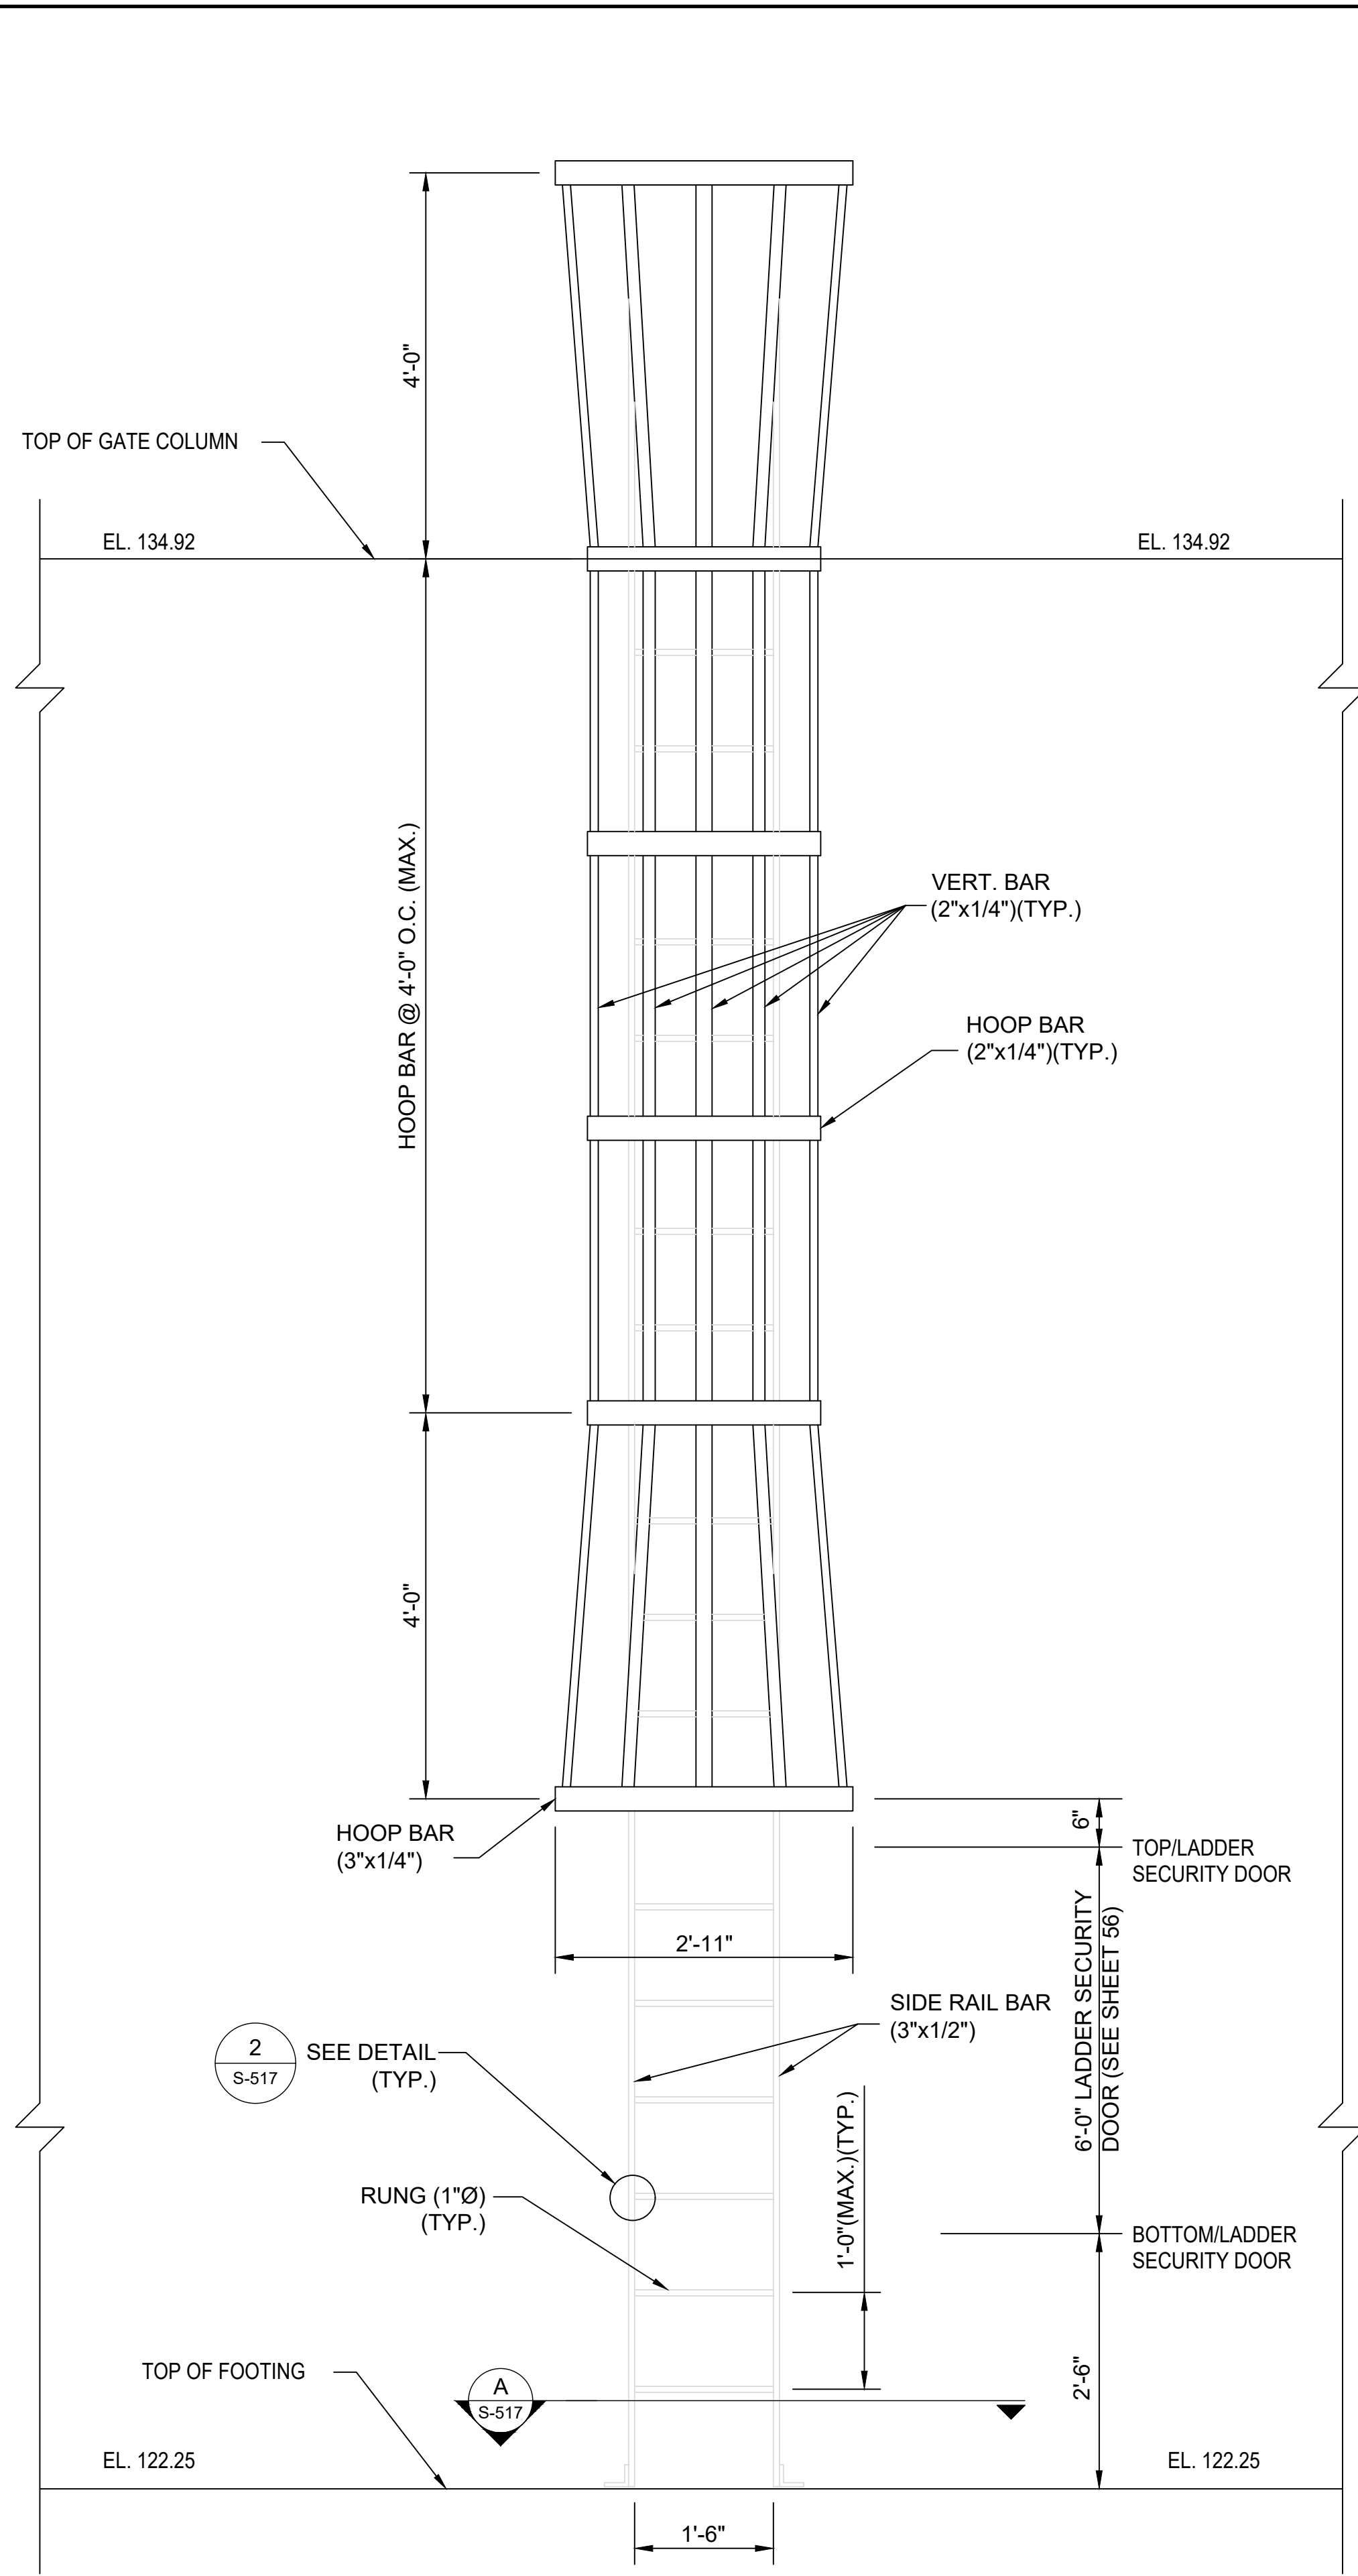 4'-0"
TOP OF GATE COLUMN
EL. 134.92
EL. 134.92
HOOP BAR @ 4'-0" O.C. (MAX.)
VERT. BAR
(2"x1/4")(TYP.)
HOOP BAR
(2"x1/4")(TYP.)
4'-0"
HOOP BAR
(3"x1/4")
6"
TOP/LADDER
SECURITY DOOR
2'-11"
6'-0" LADDER SECURITY
DOOR (SEE SHEET 56)
SIDE RAIL BAR
(3"x1/2")
2
S-517
SEE DETAIL
(TYP.)
RUNG (1"Ø)
(TYP.)
1'-0"(MAX.)(TYP.)
BOTTOM/LADDER
SECURITY DOOR
TOP OF FOOTING
A
S-517
2'-6"
EL. 122.25
EL. 122.25
1'-6"